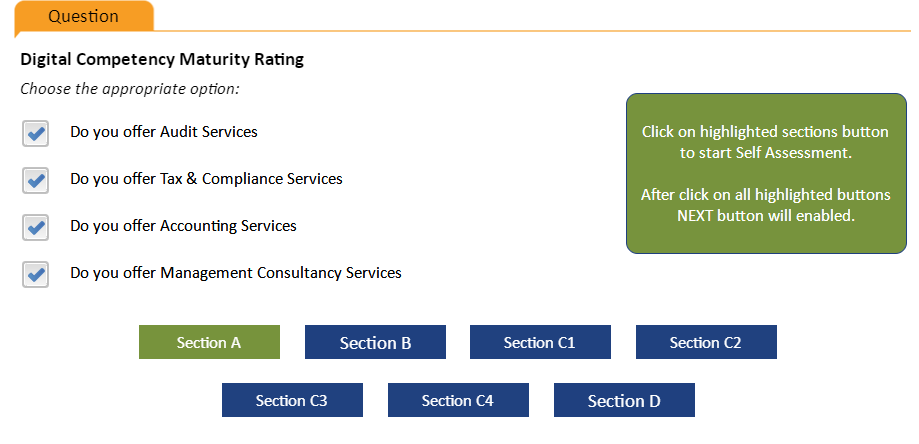 Question
Digital Competency Maturity Rating
Choose the appropriate option:
Do you offer Audit Services
Do you offer Tax & Compliance Services
Do you offer Accounting Services
Do you offer Management Consultancy Services
Click on highlighted sections button
to start Self Assessment.
After click on all highlighted buttons
NEXT button will enabled.
Section A
Section B
Section C1
Section C2
Section C3
Section C4
Section D